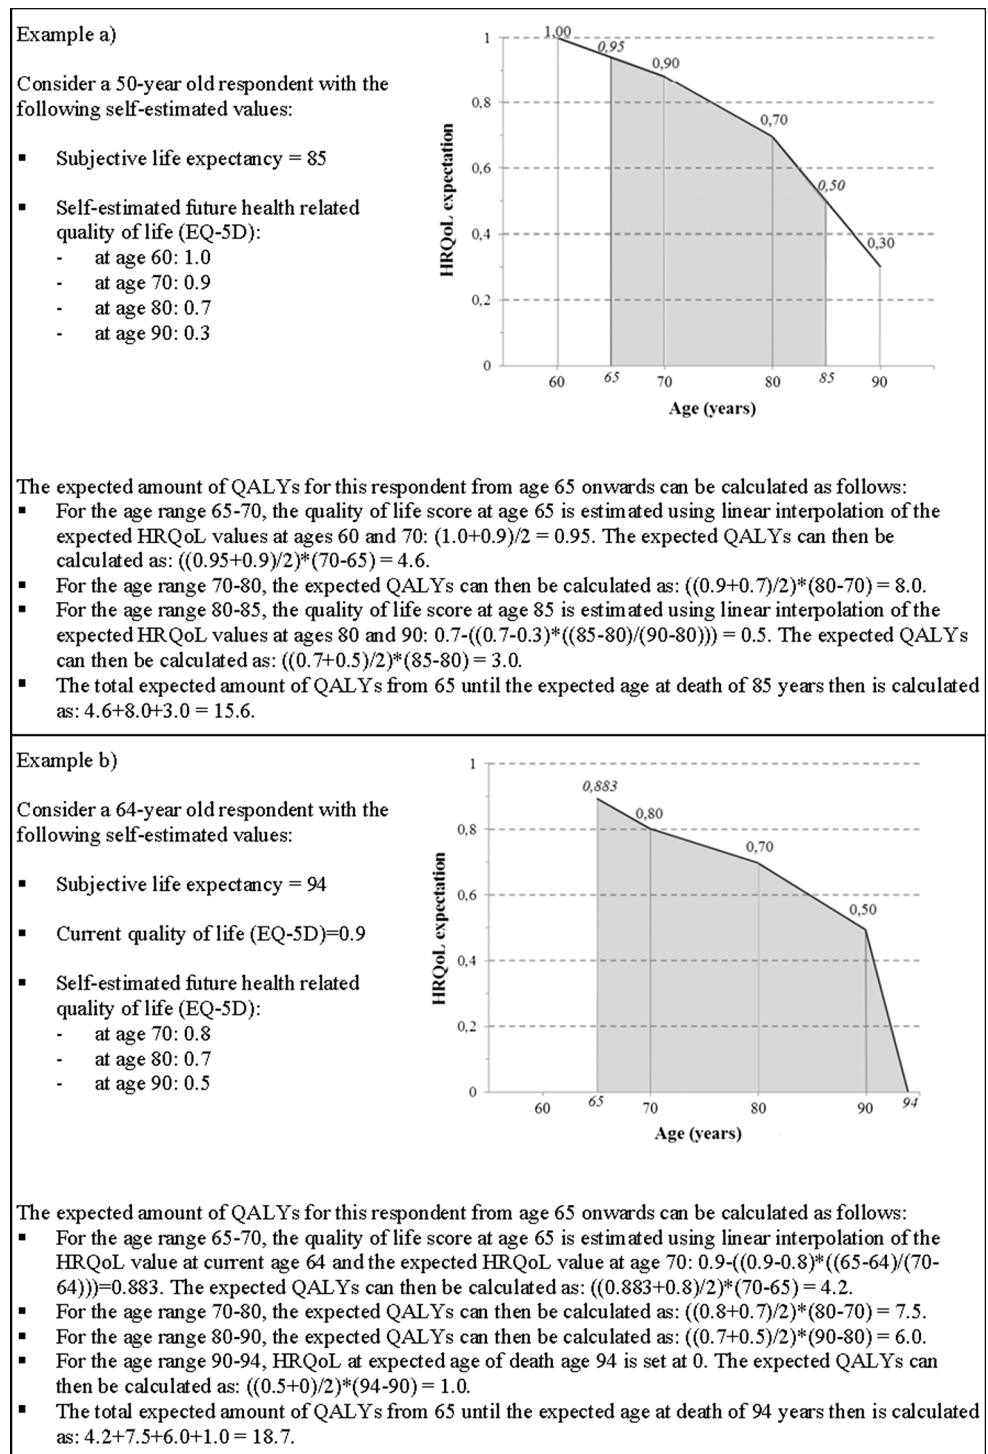 Example a)
Consider a 50-year old respondent with the
following self-estimated values:
▪ Subjective life expectancy = 85
▪ Self-estimated future health related
quality of life (EQ-5D):
- at age 60: 1.0
- at age 70: 0.9
- at age 80: 0.7
- at age 90: 0.3
HRQoL expectation
1
0,8
0,6
0,4
0,2
0
1,00
0,95
0,90
0,70
0,50
0,30
60 65 70 80 85 90
Age (years)
The expected amount of QALYs for this respondent from age 65 onwards can be calculated as follows:
▪ For the age range 65-70, the quality of life score at age 65 is estimated using linear interpolation of the
expected HRQoL values at ages 60 and 70: (1.0+0.9)/2 = 0.95. The expected QALYs can then be
calculated as: ((0.95+0.9)/2)*(70-65) = 4.6.
▪ For the age range 70-80, the expected QALYs can then be calculated as: ((0.9+0.7)/2)*(80-70) = 8.0.
▪ For the age range 80-85, the quality of life score at age 85 is estimated using linear interpolation of the
expected HRQoL values at ages 80 and 90: 0.7-((0.7-0.3)*((85-80)/(90-80))) = 0.5. The expected QALYs
can then be calculated as: ((0.7+0.5)/2)*(85-80) = 3.0.
▪ The total expected amount of QALYs from 65 until the expected age at death of 85 years then is calculated
as: 4.6+8.0+3.0 = 15.6.
Example b)
Consider a 64-year old respondent with the
following self-estimated values:
▪ Subjective life expectancy = 94
▪ Current quality of life (EQ-5D)=0.9
▪ Self-estimated future health related
quality of life (EQ-5D):
- at age 70: 0.8
- at age 80: 0.7
- at age 90: 0.5
HRQoL expectation
1
0,8
0,6
0,4
0,2
0
0,883
0,80
0,70
0,50
60 65 70 80 90 94
Age (years)
The expected amount of QALYs for this respondent from age 65 onwards can be calculated as follows:
▪ For the age range 65-70, the quality of life score at age 65 is estimated using linear interpolation of the
HRQoL value at current age 64 and the expected HRQoL value at age 70: 0.9-((0.9-0.8)*((65-64)/(70-
64)))=0.883. The expected QALYs can then be calculated as: ((0.883+0.8)/2)*(70-65) = 4.2.
▪ For the age range 70-80, the expected QALYs can then be calculated as: ((0.8+0.7)/2)*(80-70) = 7.5.
▪ For the age range 80-90, the expected QALYs can then be calculated as: ((0.7+0.5)/2)*(90-80) = 6.0.
▪ For the age range 90-94, HRQoL at expected age of death age 94 is set at 0. The expected QALYs can
then be calculated as: ((0.5+0)/2)*(94-90) = 1.0.
▪ The total expected amount of QALYs from 65 until the expected age at death of 94 years then is calculated
as: 4.2+7.5+6.0+1.0 = 18.7.